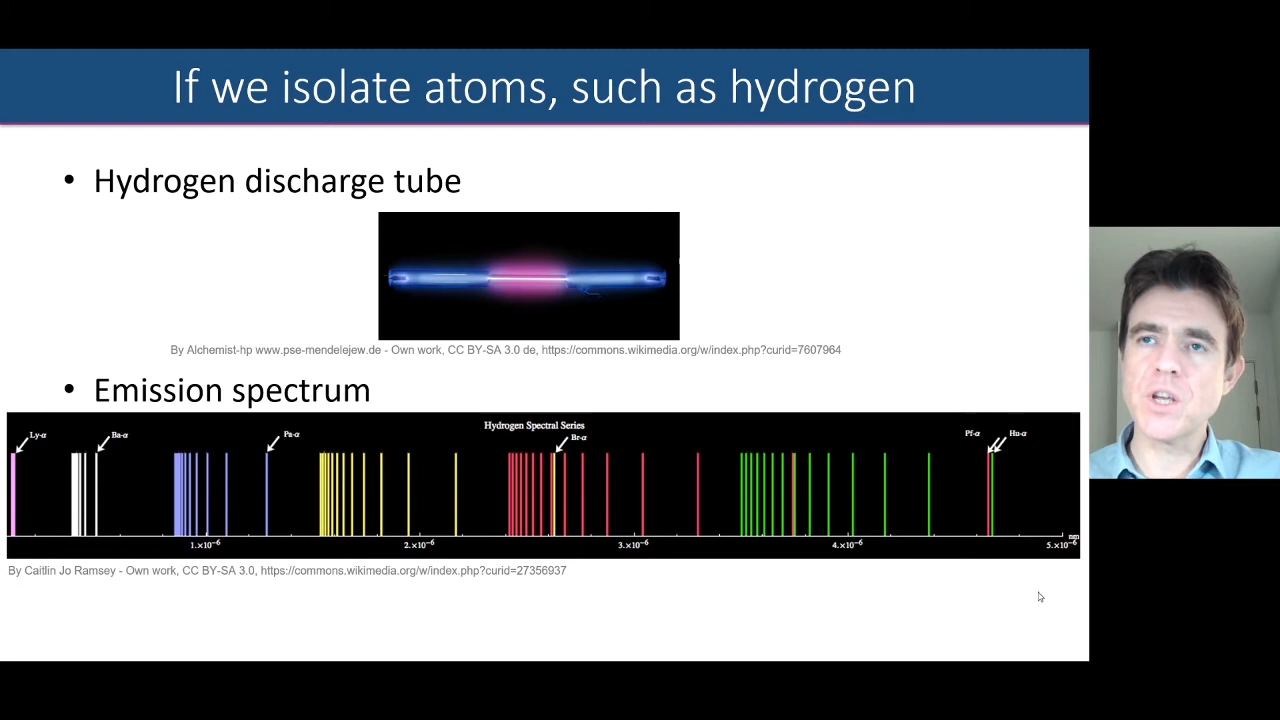 If we isolate atoms, such as hydrogen
• Hydrogen discharge tube
By Alchemist-hp www.pse-mendelejew.de - Own work, CC BY-SA 3.0 de, https://commons.wikimedia.org/w/index.php?curid=7607964
• Emission spectrum
Hydrogen Spectral Series
Ly-α Ba-α Pa-α Br-α Pf-α Hu-α
1.×10⁻⁶ 2.×10⁻⁶ 3.×10⁻⁶ 4.×10⁻⁶ 5.×10⁻⁶ nm
By Caitlin Jo Ramsey - Own work, CC BY-SA 3.0, https://commons.wikimedia.org/w/index.php?curid=27356937